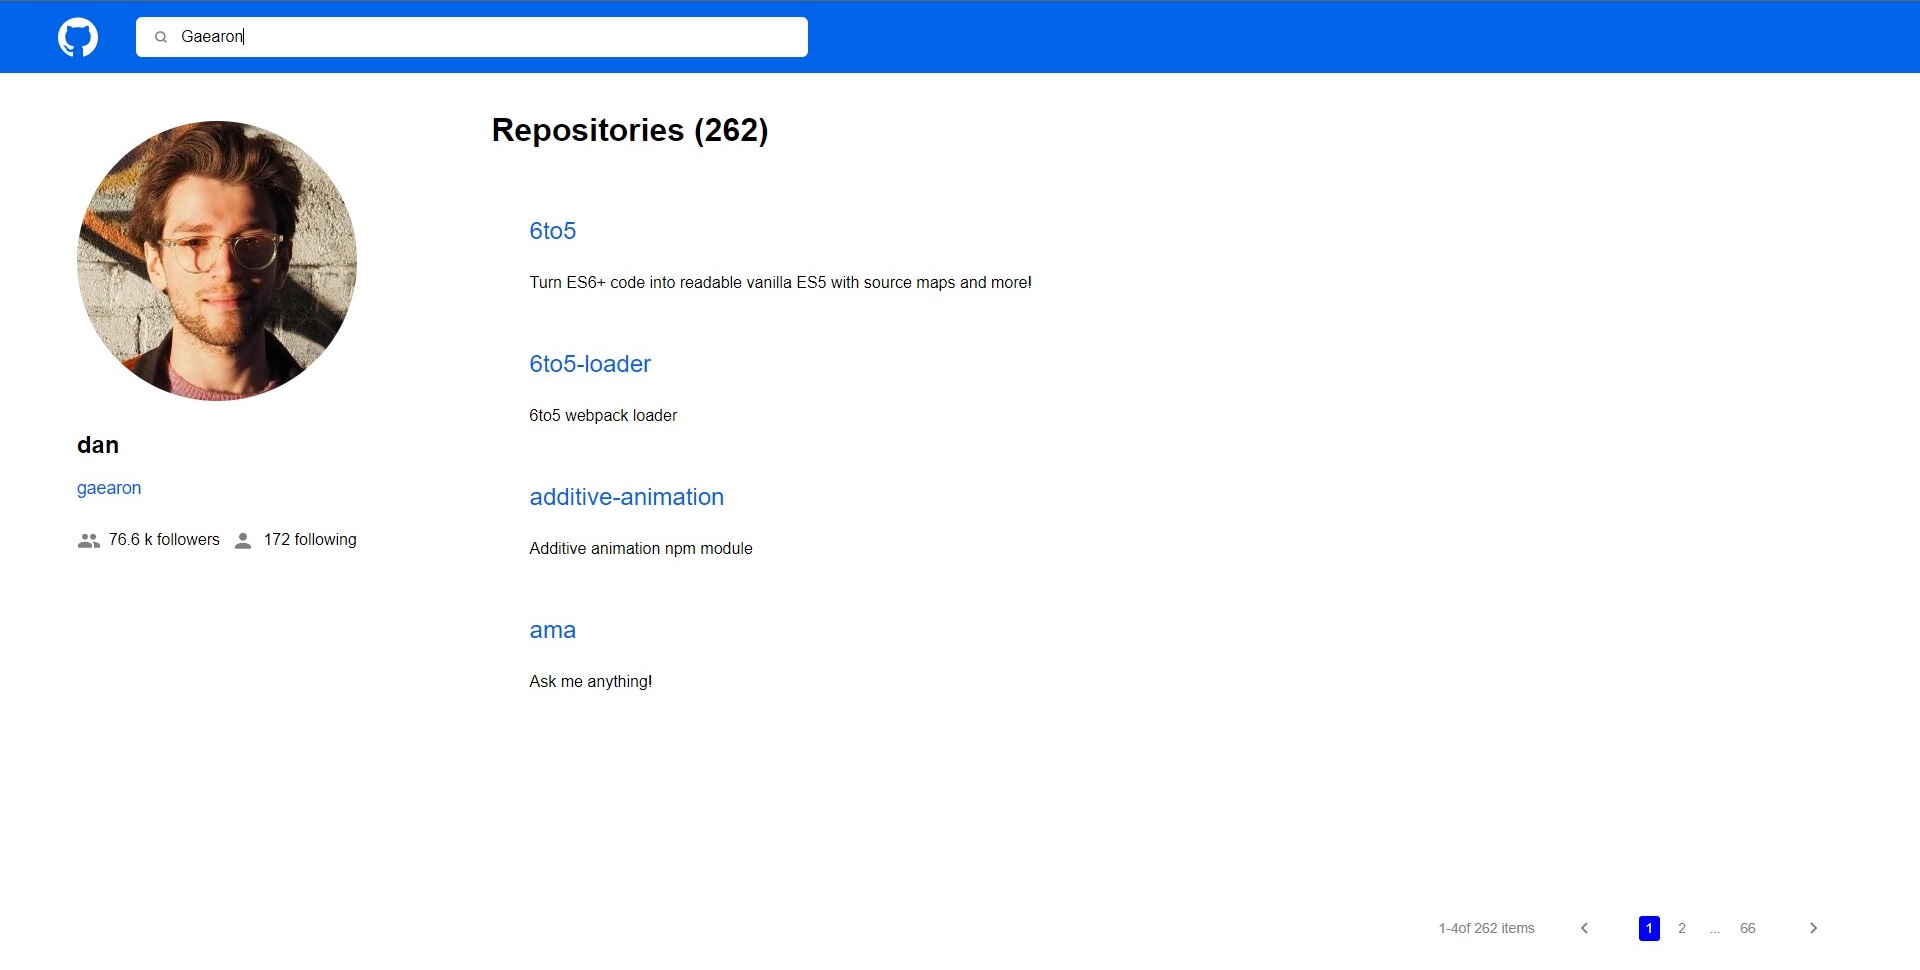 Gaearon
Repositories (262)
6to5
Turn ES6+ code into readable vanilla ES5 with source maps and more!
6to5-loader
6to5 webpack loader
additive-animation
Additive animation npm module
ama
Ask me anything!
dan
gaearon
76.6 k followers 172 following
1-4of 262 items 1 2 ... 66